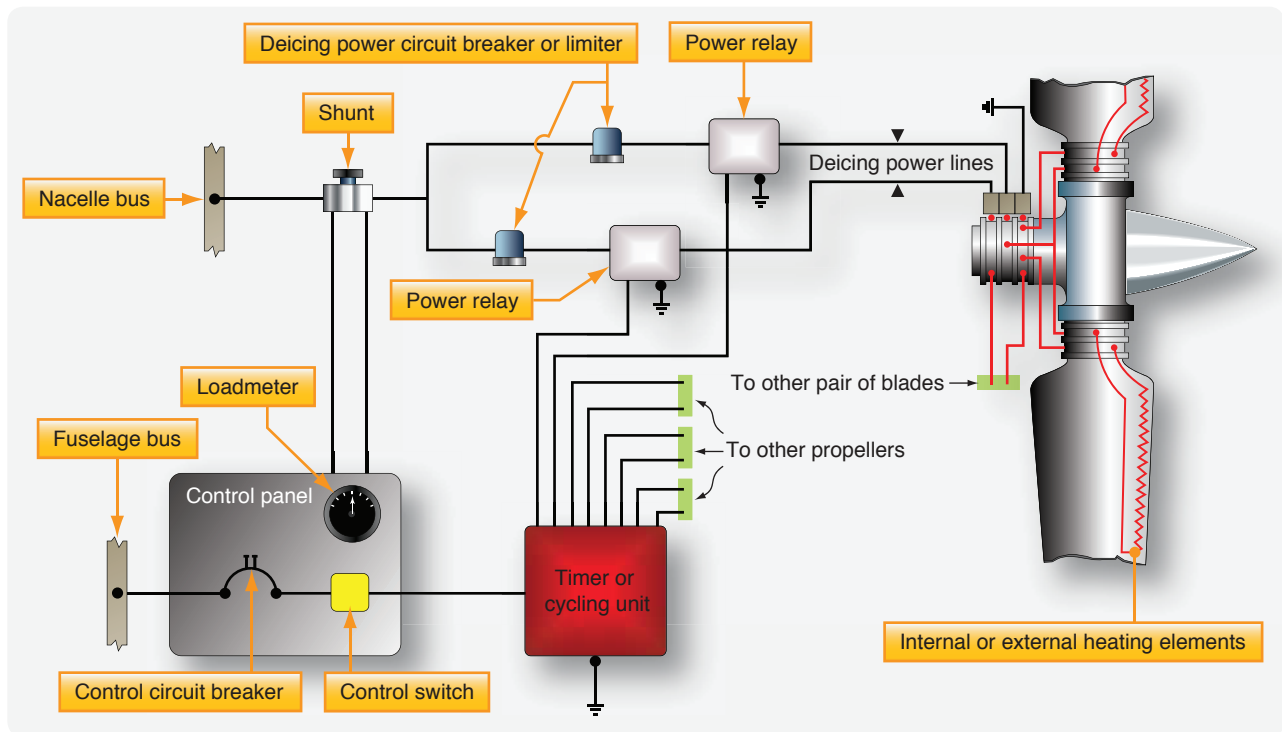 Deicing power circuit breaker or limiter
Power relay
Shunt
Nacelle bus
Deicing power lines
Power relay
To other pair of blades
Loadmeter
Fuselage bus
To other propellers
Control panel
Timer or
cycling unit
Internal or external heating elements
Control circuit breaker
Control switch